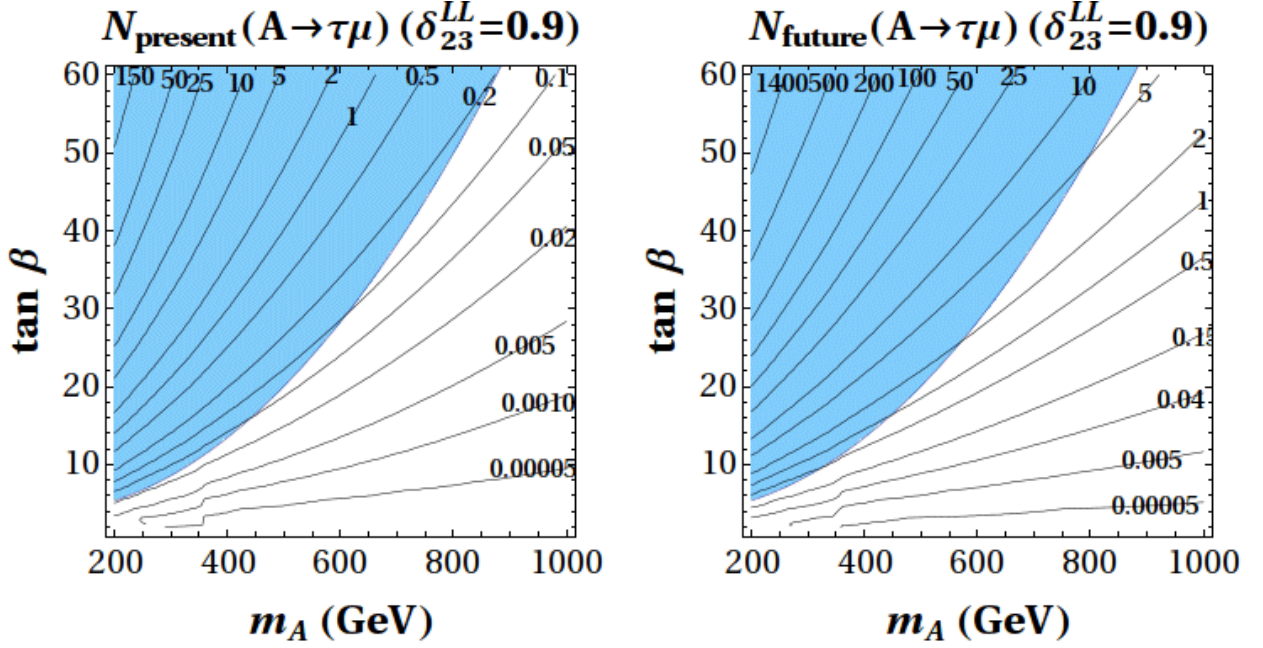 N_present(A→τμ) (δ_23^LL=0.9)
60 150 50 25 10 5 2 0.5 0.1
0.2
1
50 0.05
40 0.02
30
0.005
20
0.0010
10 0.00005
tan β
200 400 600 800 1000
m_A (GeV)
N_future(A→τμ) (δ_23^LL=0.9)
60 1400 500 200 100 50 25 10 5
50 2
40 1
0.5
30
0.15
20 0.04
10 0.005
0.00005
tan β
200 400 600 800 1000
m_A (GeV)